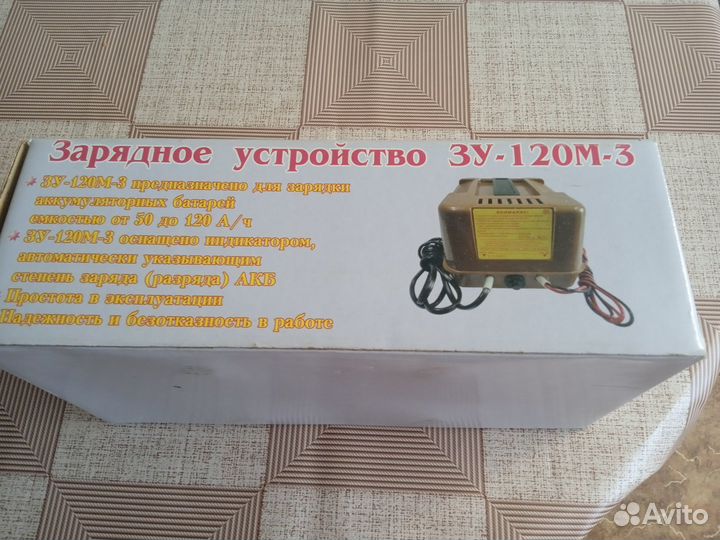 Зарядное устройство ЗУ-120М-3
* ЗУ-120М-3 предназначено для зарядки
аккумуляторных батарей
емкостью от 50 до 120 А/ч
* ЗУ-120М-3 оснащено индикатором,
автоматически указывающим
степень заряда (разряда) АКБ
* Простота в эксплуатации
Надежность и безотказность в работе
ВНИМАНИЕ!
Avito